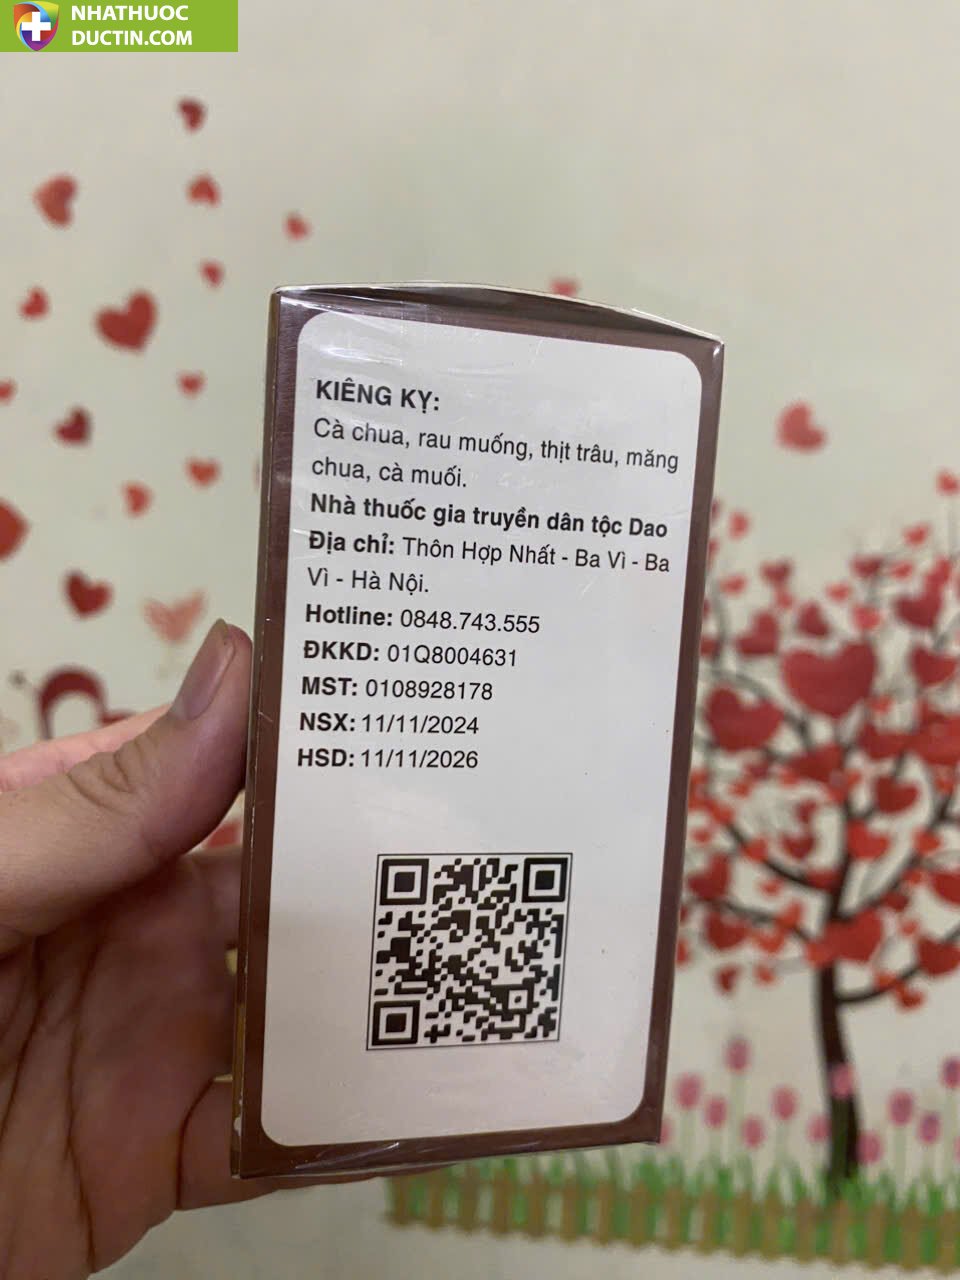 NHATHUOC
DUCTIN.COM
KIÊNG KỴ:
Cà chua, rau muống, thịt trâu, măng
chua, cà muối.
Nhà thuốc gia truyền dân tộc Dao
Địa chỉ: Thôn Hợp Nhất - Ba Vì - Ba
Vì - Hà Nội.
Hotline: 0848.743.555
ĐKKD: 01Q8004631
MST: 0108928178
NSX: 11/11/2024
HSD: 11/11/2026